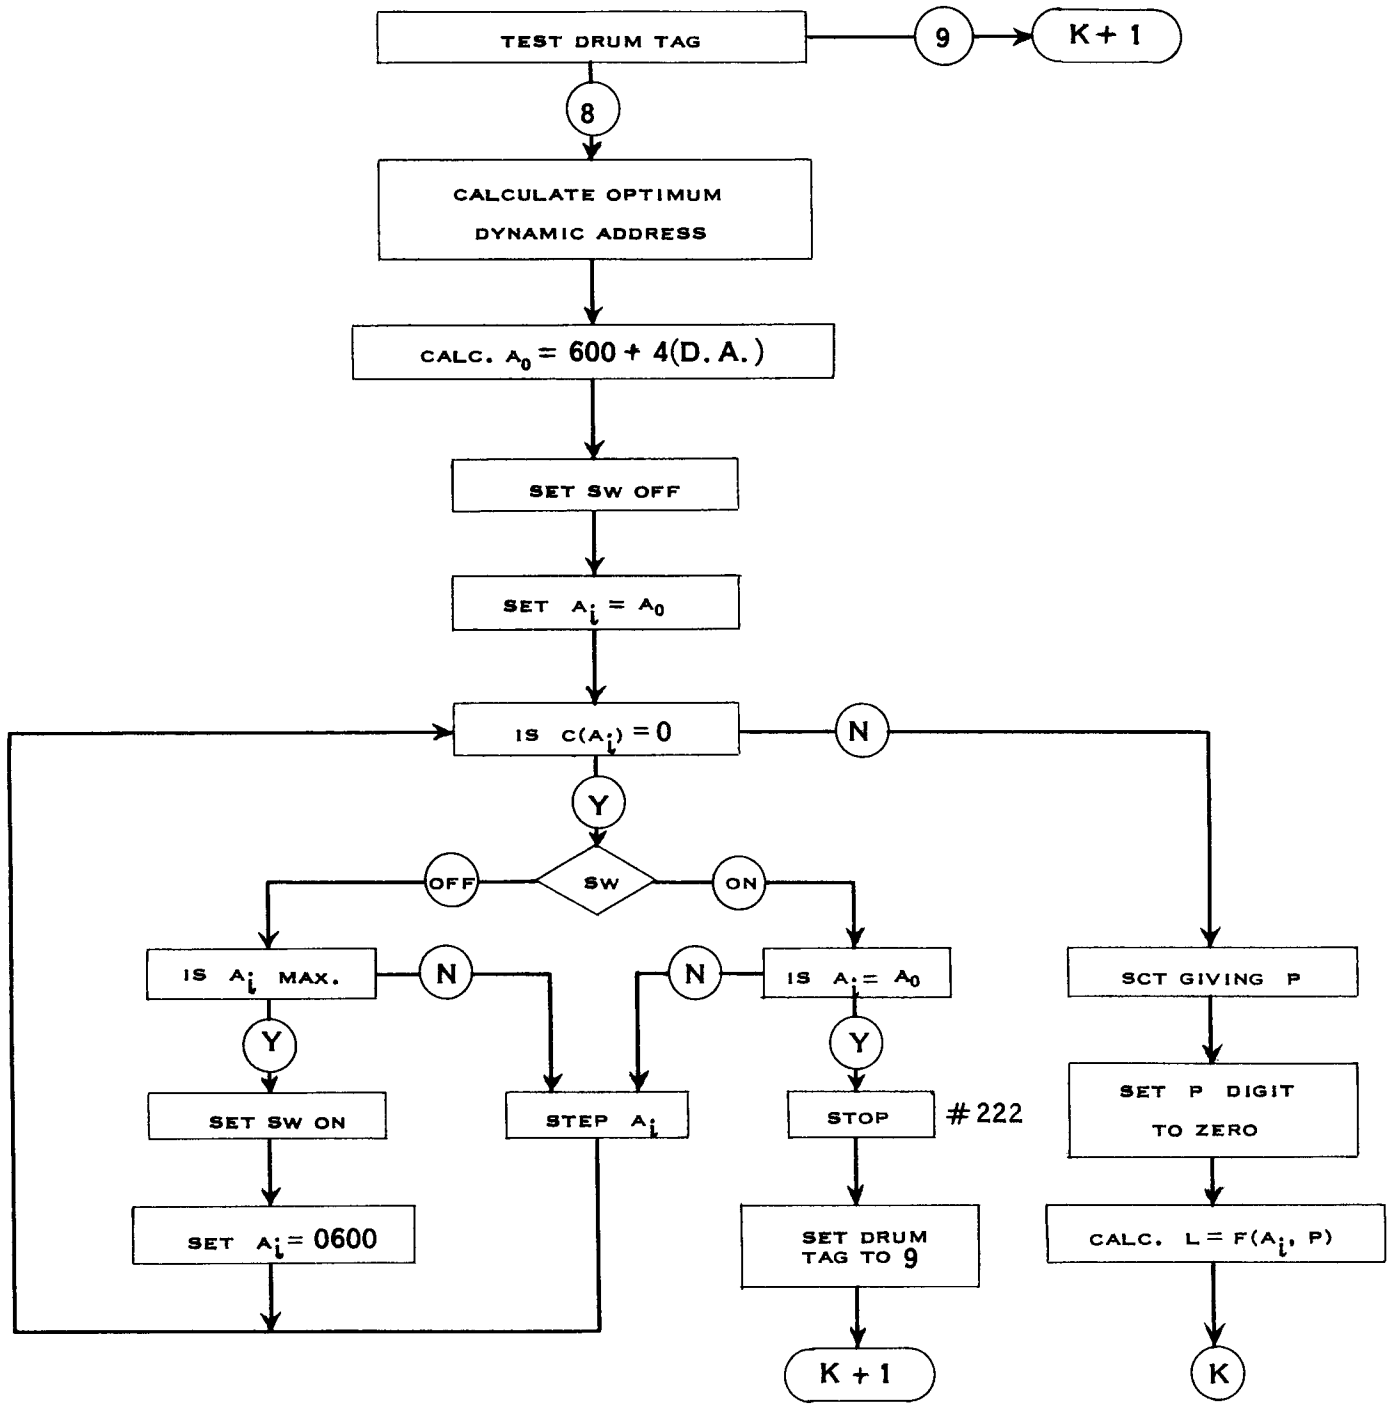 TEST DRUM TAG
9
K + 1
8
CALCULATE OPTIMUM
DYNAMIC ADDRESS
CALC. A0 = 600 + 4(D. A.)
SET SW OFF
SET Ai = A0
IS C(Ai) = 0
N
Y
OFF
SW
ON
IS Ai MAX.
N
N
IS Ai = A0
SCT GIVING P
Y
Y
SET P DIGIT
TO ZERO
SET SW ON
STEP Ai
STOP
#222
SET Ai = 0600
SET DRUM
TAG TO 9
CALC. L = F(Ai, P)
K + 1
K